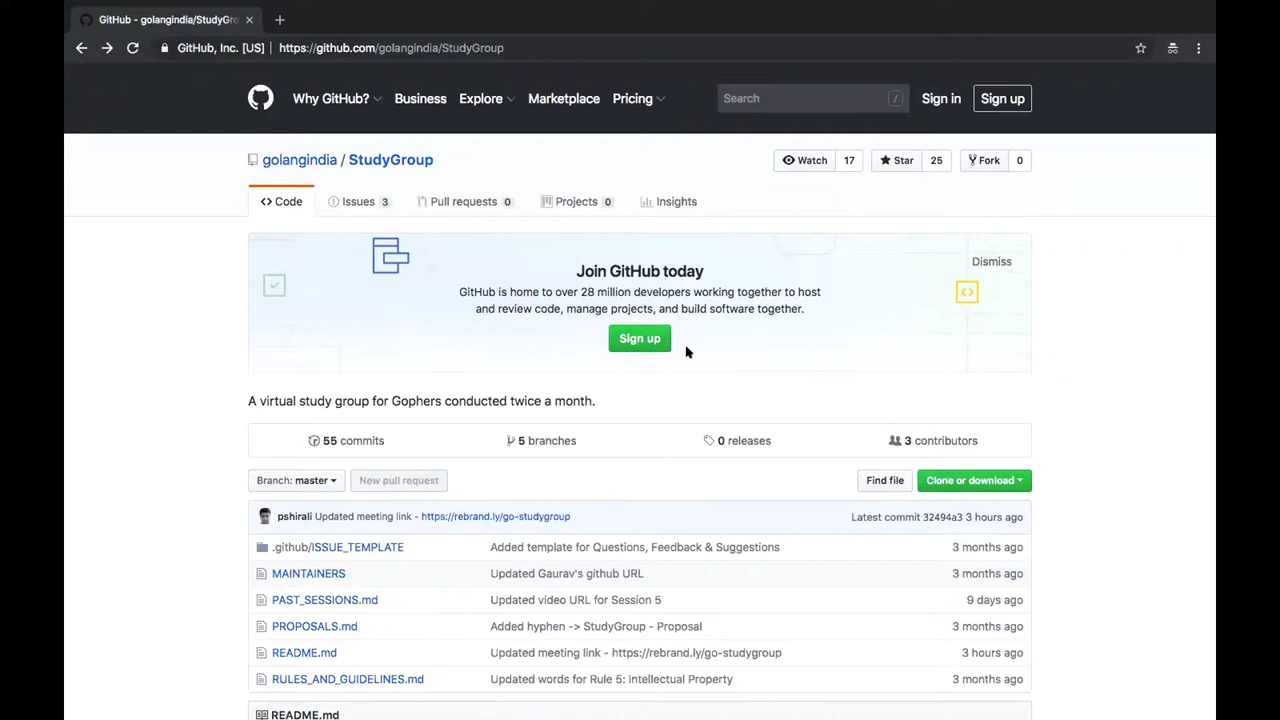 GitHub - golangindia/StudyGro
GitHub, Inc. [US] | https://github.com/golangindia/StudyGroup
Why GitHub? Business Explore Marketplace Pricing Search / Sign in Sign up
golangindia / StudyGroup Watch 17 Star 25 Fork 0
Code Issues 3 Pull requests 0 Projects 0 Insights
Join GitHub today
Dismiss
GitHub is home to over 28 million developers working together to host
and review code, manage projects, and build software together.
Sign up
A virtual study group for Gophers conducted twice a month.
55 commits 5 branches 0 releases 3 contributors
Branch: master New pull request Find file Clone or download
pshirali Updated meeting link - https://rebrand.ly/go-studygroup Latest commit 32494a3 3 hours ago
.github/ISSUE_TEMPLATE Added template for Questions, Feedback & Suggestions 3 months ago
MAINTAINERS Updated Gaurav's github URL 3 months ago
PAST_SESSIONS.md Updated video URL for Session 5 9 days ago
PROPOSALS.md Added hyphen -> StudyGroup - Proposal 3 months ago
README.md Updated meeting link - https://rebrand.ly/go-studygroup 3 hours ago
RULES_AND_GUIDELINES.md Updated words for Rule 5: intellectual Property 3 months ago
README.md